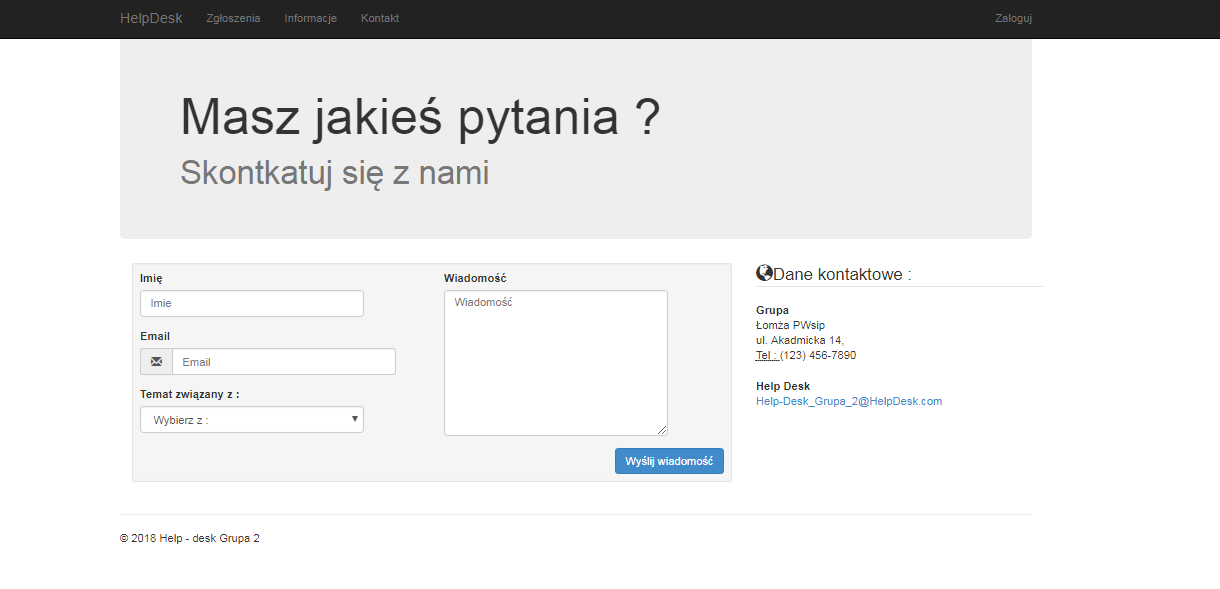 HelpDesk Zgłoszenia Informacje Kontakt Zaloguj
Masz jakieś pytania ?
Skontkatuj się z nami
Imię
Imie
Email
Email
Temat związany z :
Wybierz z :
Wiadomość
Wiadomość
Wyślij wiadomość
Dane kontaktowe :
Grupa
Łomża PWsip
ul. Akadmicka 14,
Tel : (123) 456-7890
Help Desk
Help-Desk_Grupa_2@HelpDesk.com
© 2018 Help - desk Grupa 2